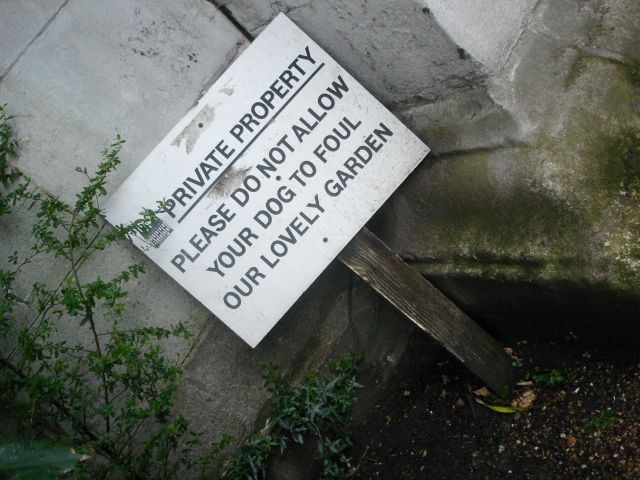 PRIVATE PROPERTY
PLEASE DO NOT ALLOW
YOUR DOG TO FOUL
OUR LOVELY GARDEN